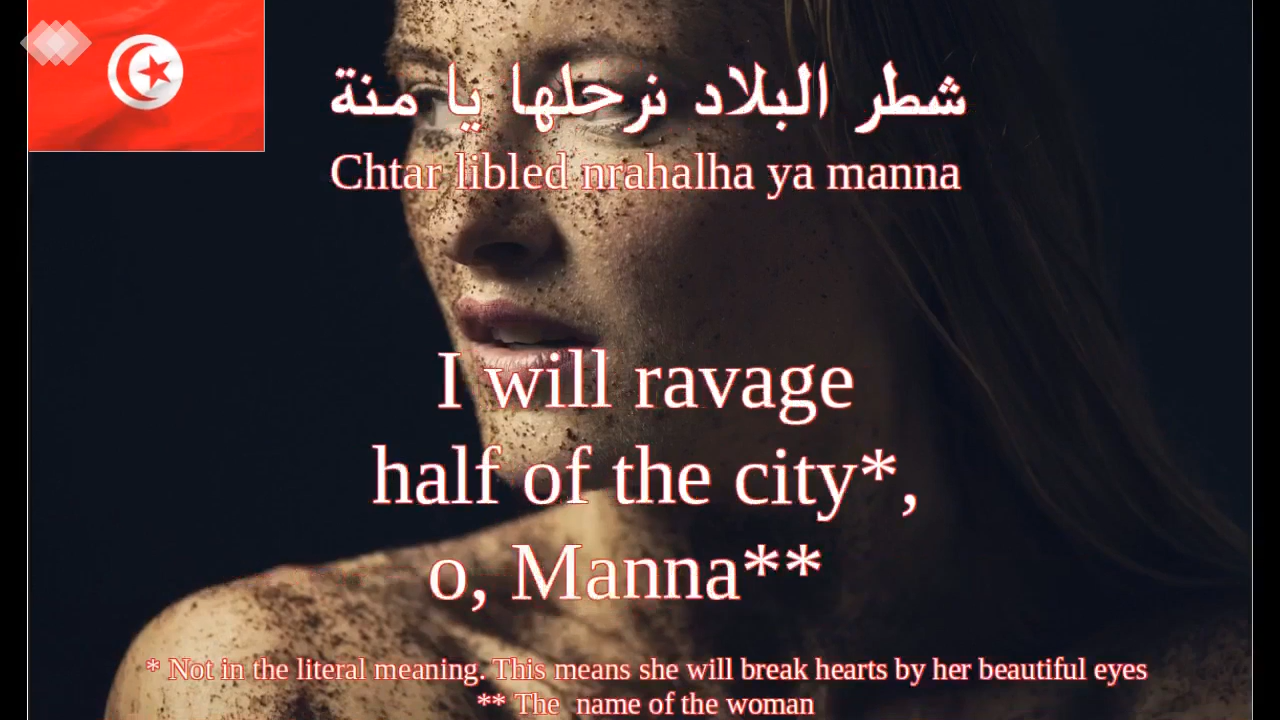 شطر البلاد نرحلها يا منة
Chtar libled nrahalha ya manna
I will ravage
half of the city*,
o, Manna**
* Not in the literal meaning. This means she will break hearts by her beautiful eyes
** The  name of the woman